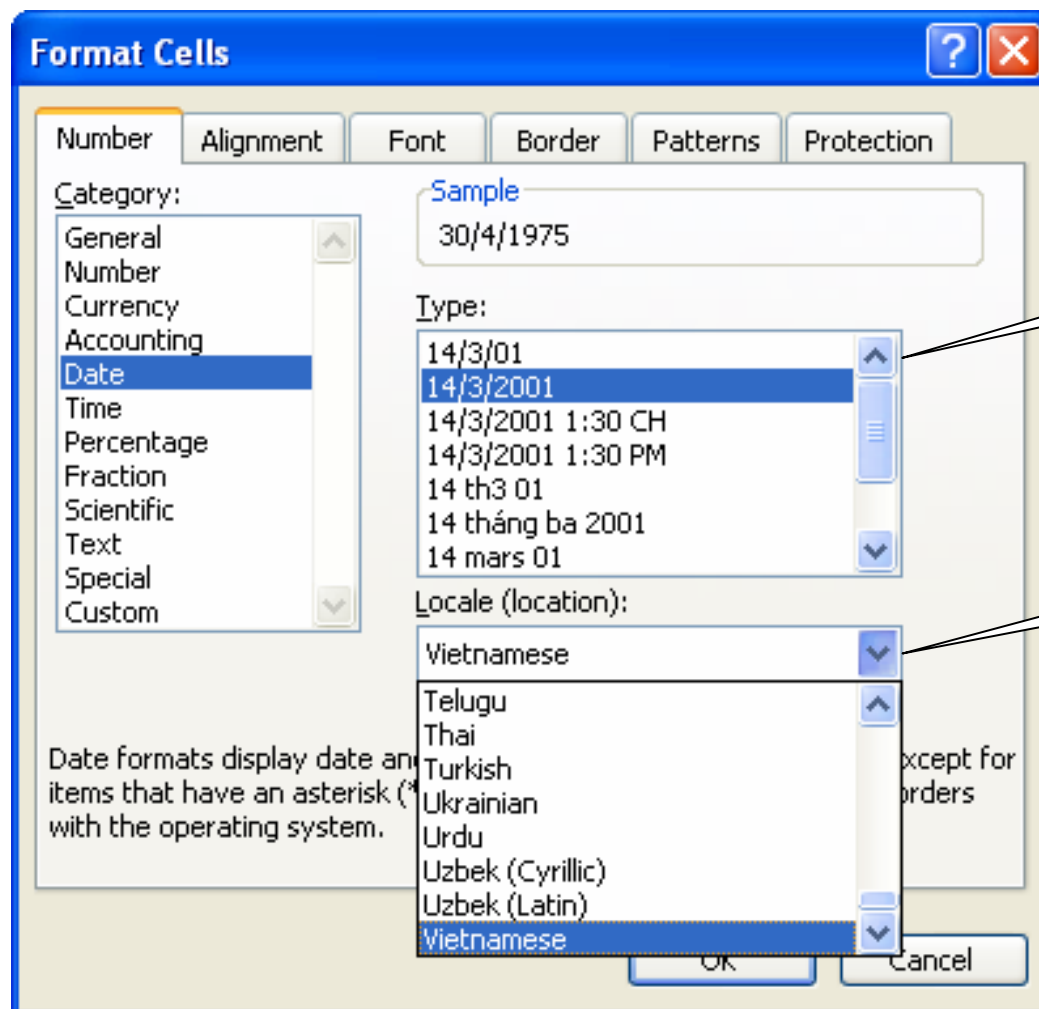 Format Cells
Number Alignment Font Border Patterns Protection
Category:
General
Number
Currency
Accounting
Date
Time
Percentage
Fraction
Scientific
Text
Special
Custom
Sample
30/4/1975
Type:
14/3/01
14/3/2001
14/3/2001 1:30 CH
14/3/2001 1:30 PM
14 th3 01
14 tháng ba 2001
14 mars 01
Locale (location):
Vietnamese
Telugu
Thai
Turkish
Ukrainian
Urdu
Uzbek (Cyrillic)
Uzbek (Latin)
Vietnamese
Date formats display date and xcept for
items that have an asterisk (* orders
with the operating system.
OK Cancel